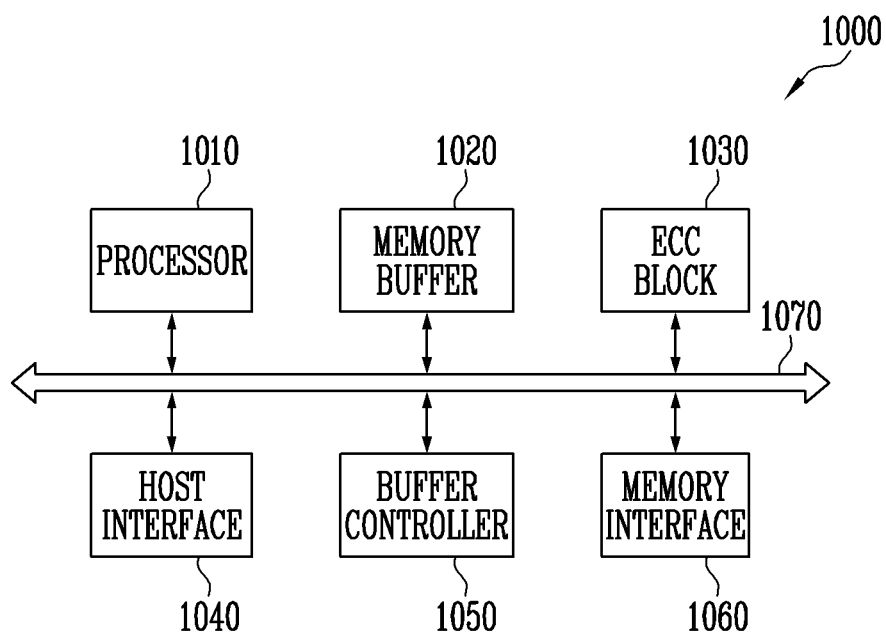 1000
1010
1020
1030
PROCESSOR
MEMORY
BUFFER
ECC
BLOCK
1070
HOST
INTERFACE
BUFFER
CONTROLLER
MEMORY
INTERFACE
1040
1050
1060